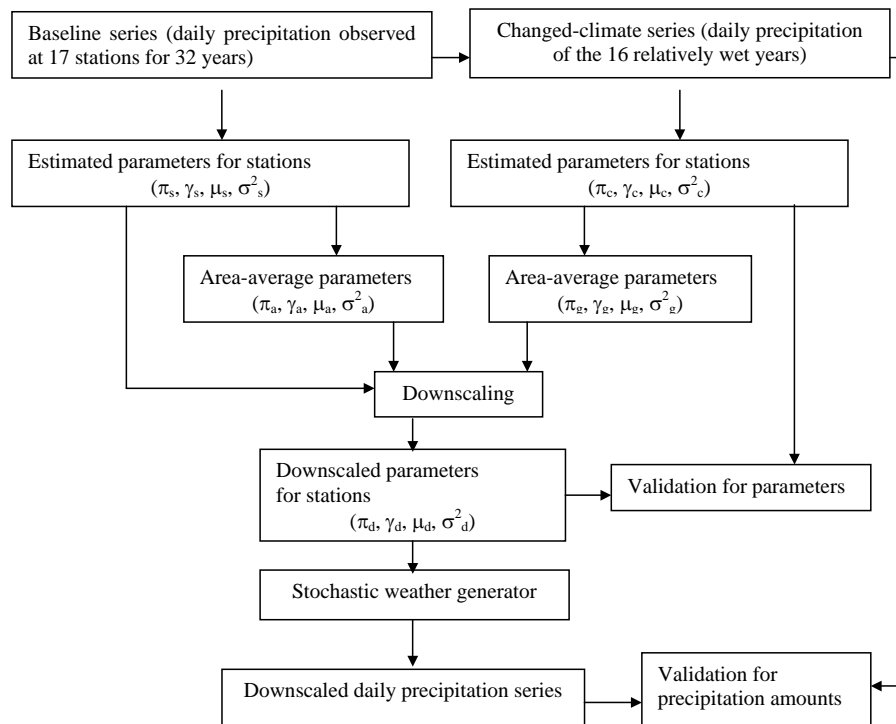 Baseline series (daily precipitation observed
at 17 stations for 32 years)
Changed-climate series (daily precipitation
of the 16 relatively wet years)
Estimated parameters for stations
(πs, γs, μs, σ²s)
Estimated parameters for stations
(πc, γc, μc, σ²c)
Area-average parameters
(πa, γa, μa, σ²a)
Area-average parameters
(πg, γg, μg, σ²g)
Downscaling
Downscaled parameters
for stations
(πd, γd, μd, σ²d)
Validation for parameters
Stochastic weather generator
Downscaled daily precipitation series
Validation for
precipitation amounts